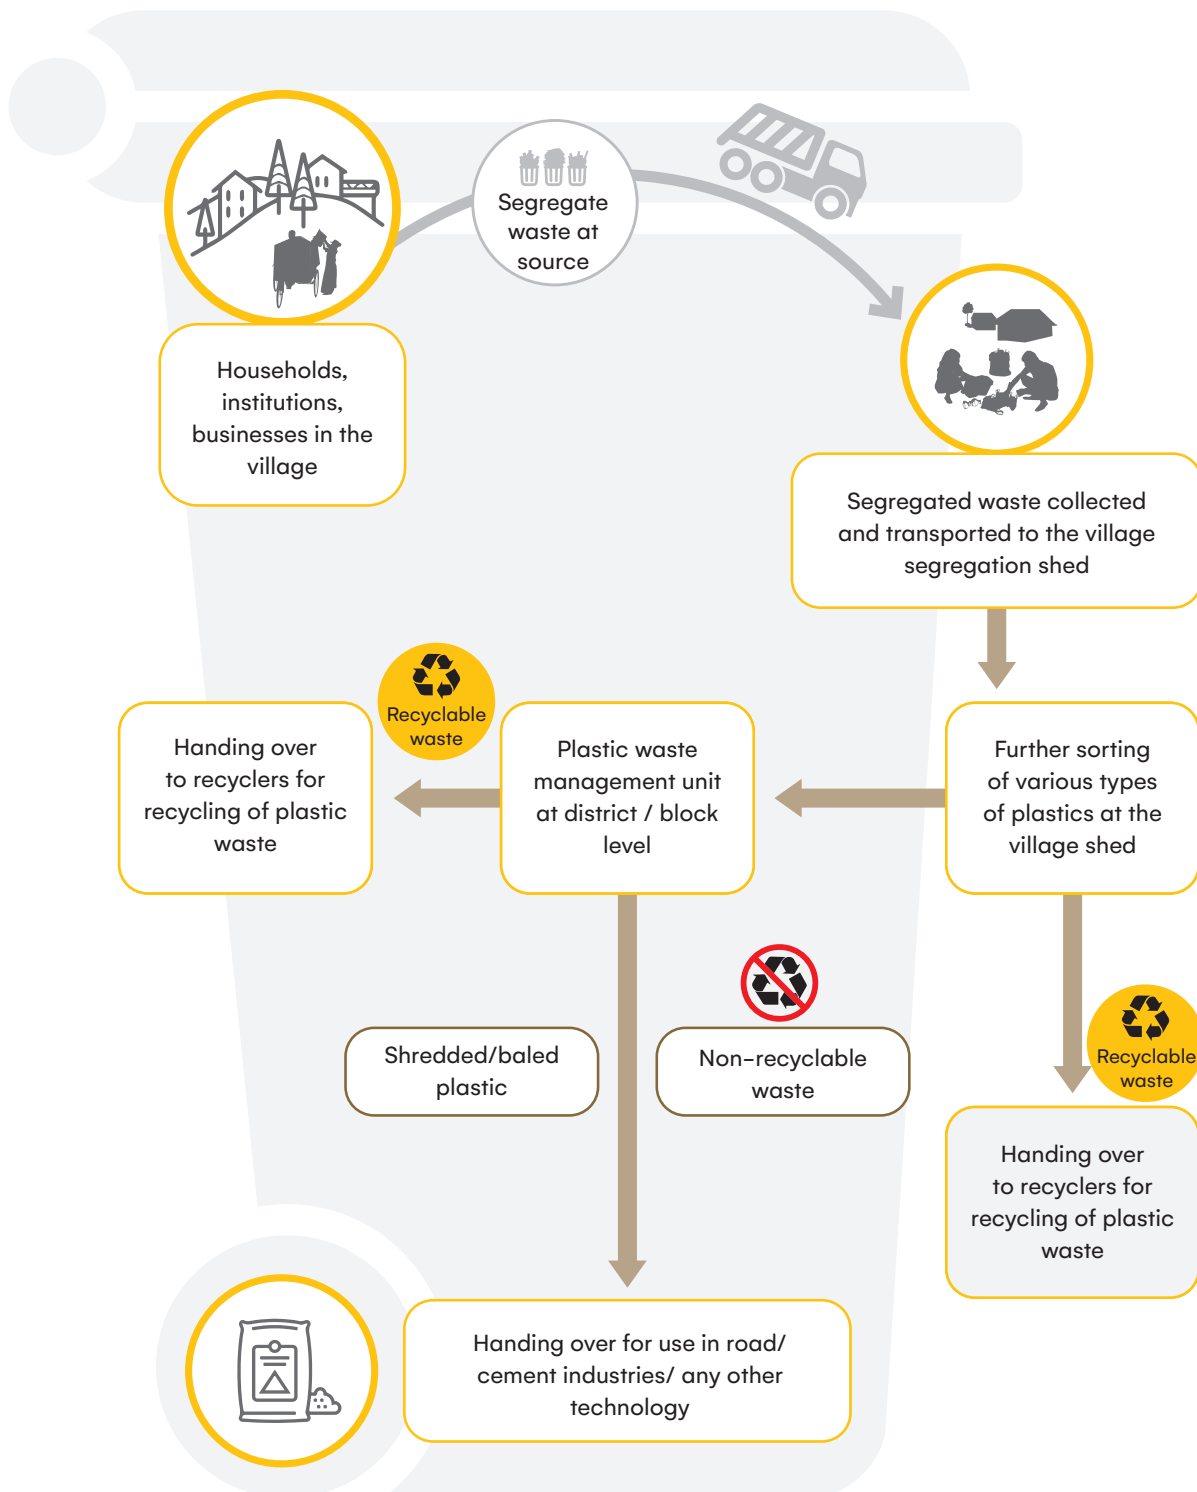 Segregate
waste at
source
Households,
institutions,
businesses in the
village
Segregated waste collected
and transported to the village
segregation shed
Recyclable
waste
Handing over
to recyclers for
recycling of plastic
waste
Plastic waste
management unit
at district / block
level
Further sorting
of various types
of plastics at the
village shed
Shredded/baled
plastic
Non-recyclable
waste
Recyclable
waste
Handing over
to recyclers for
recycling of plastic
waste
Handing over for use in road/
cement industries/ any other
technology